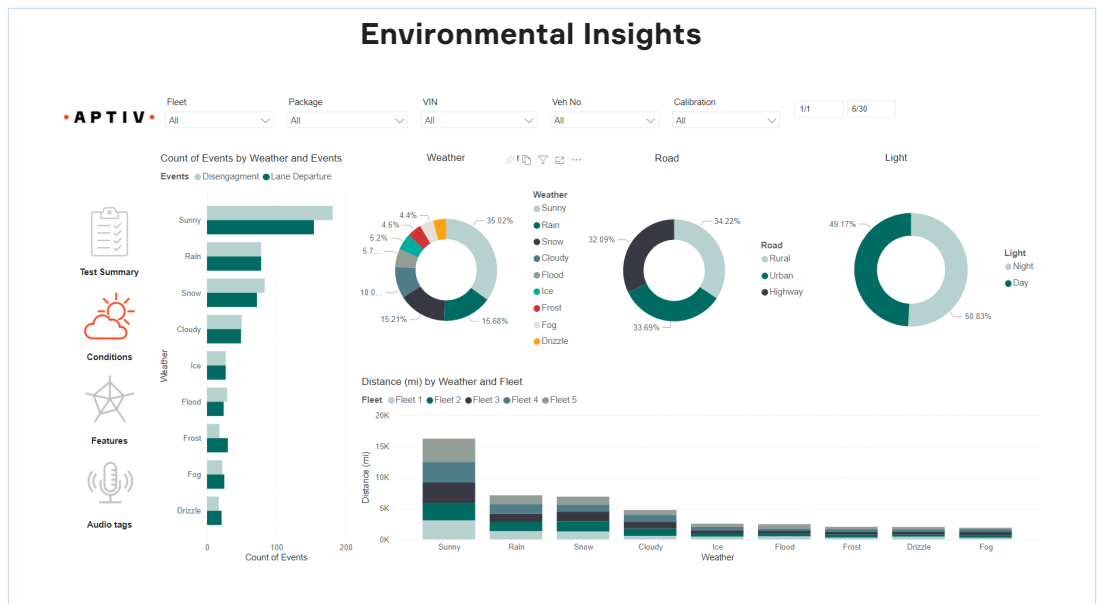 Environmental Insights
APTIV
Fleet
All
Package
All
VIN
All
Veh No.
All
Calibration
All
1/1
6/30
Test Summary
Conditions
Features
Audio tags
Count of Events by Weather and Events
Events Disengagment Lane Departure
Weather
Sunny
Rain
Snow
Cloudy
Ice
Flood
Frost
Fog
Drizzle
0 100 200
Count of Events
Weather
35.02%
15.68%
15.21%
10.0...
5.7...
5.2%
4.6%
4.4%
Weather
Sunny
Rain
Snow
Cloudy
Flood
Ice
Frost
Fog
Drizzle
Road
34.22%
33.69%
32.09%
Road
Rural
Urban
Highway
Light
49.17%
50.83%
Light
Night
Day
Distance (mi) by Weather and Fleet
Fleet Fleet 1 Fleet 2 Fleet 3 Fleet 4 Fleet 5
Distance (mi)
20K
15K
10K
5K
0K
Sunny Rain Snow Cloudy Ice Flood Frost Drizzle Fog
Weather